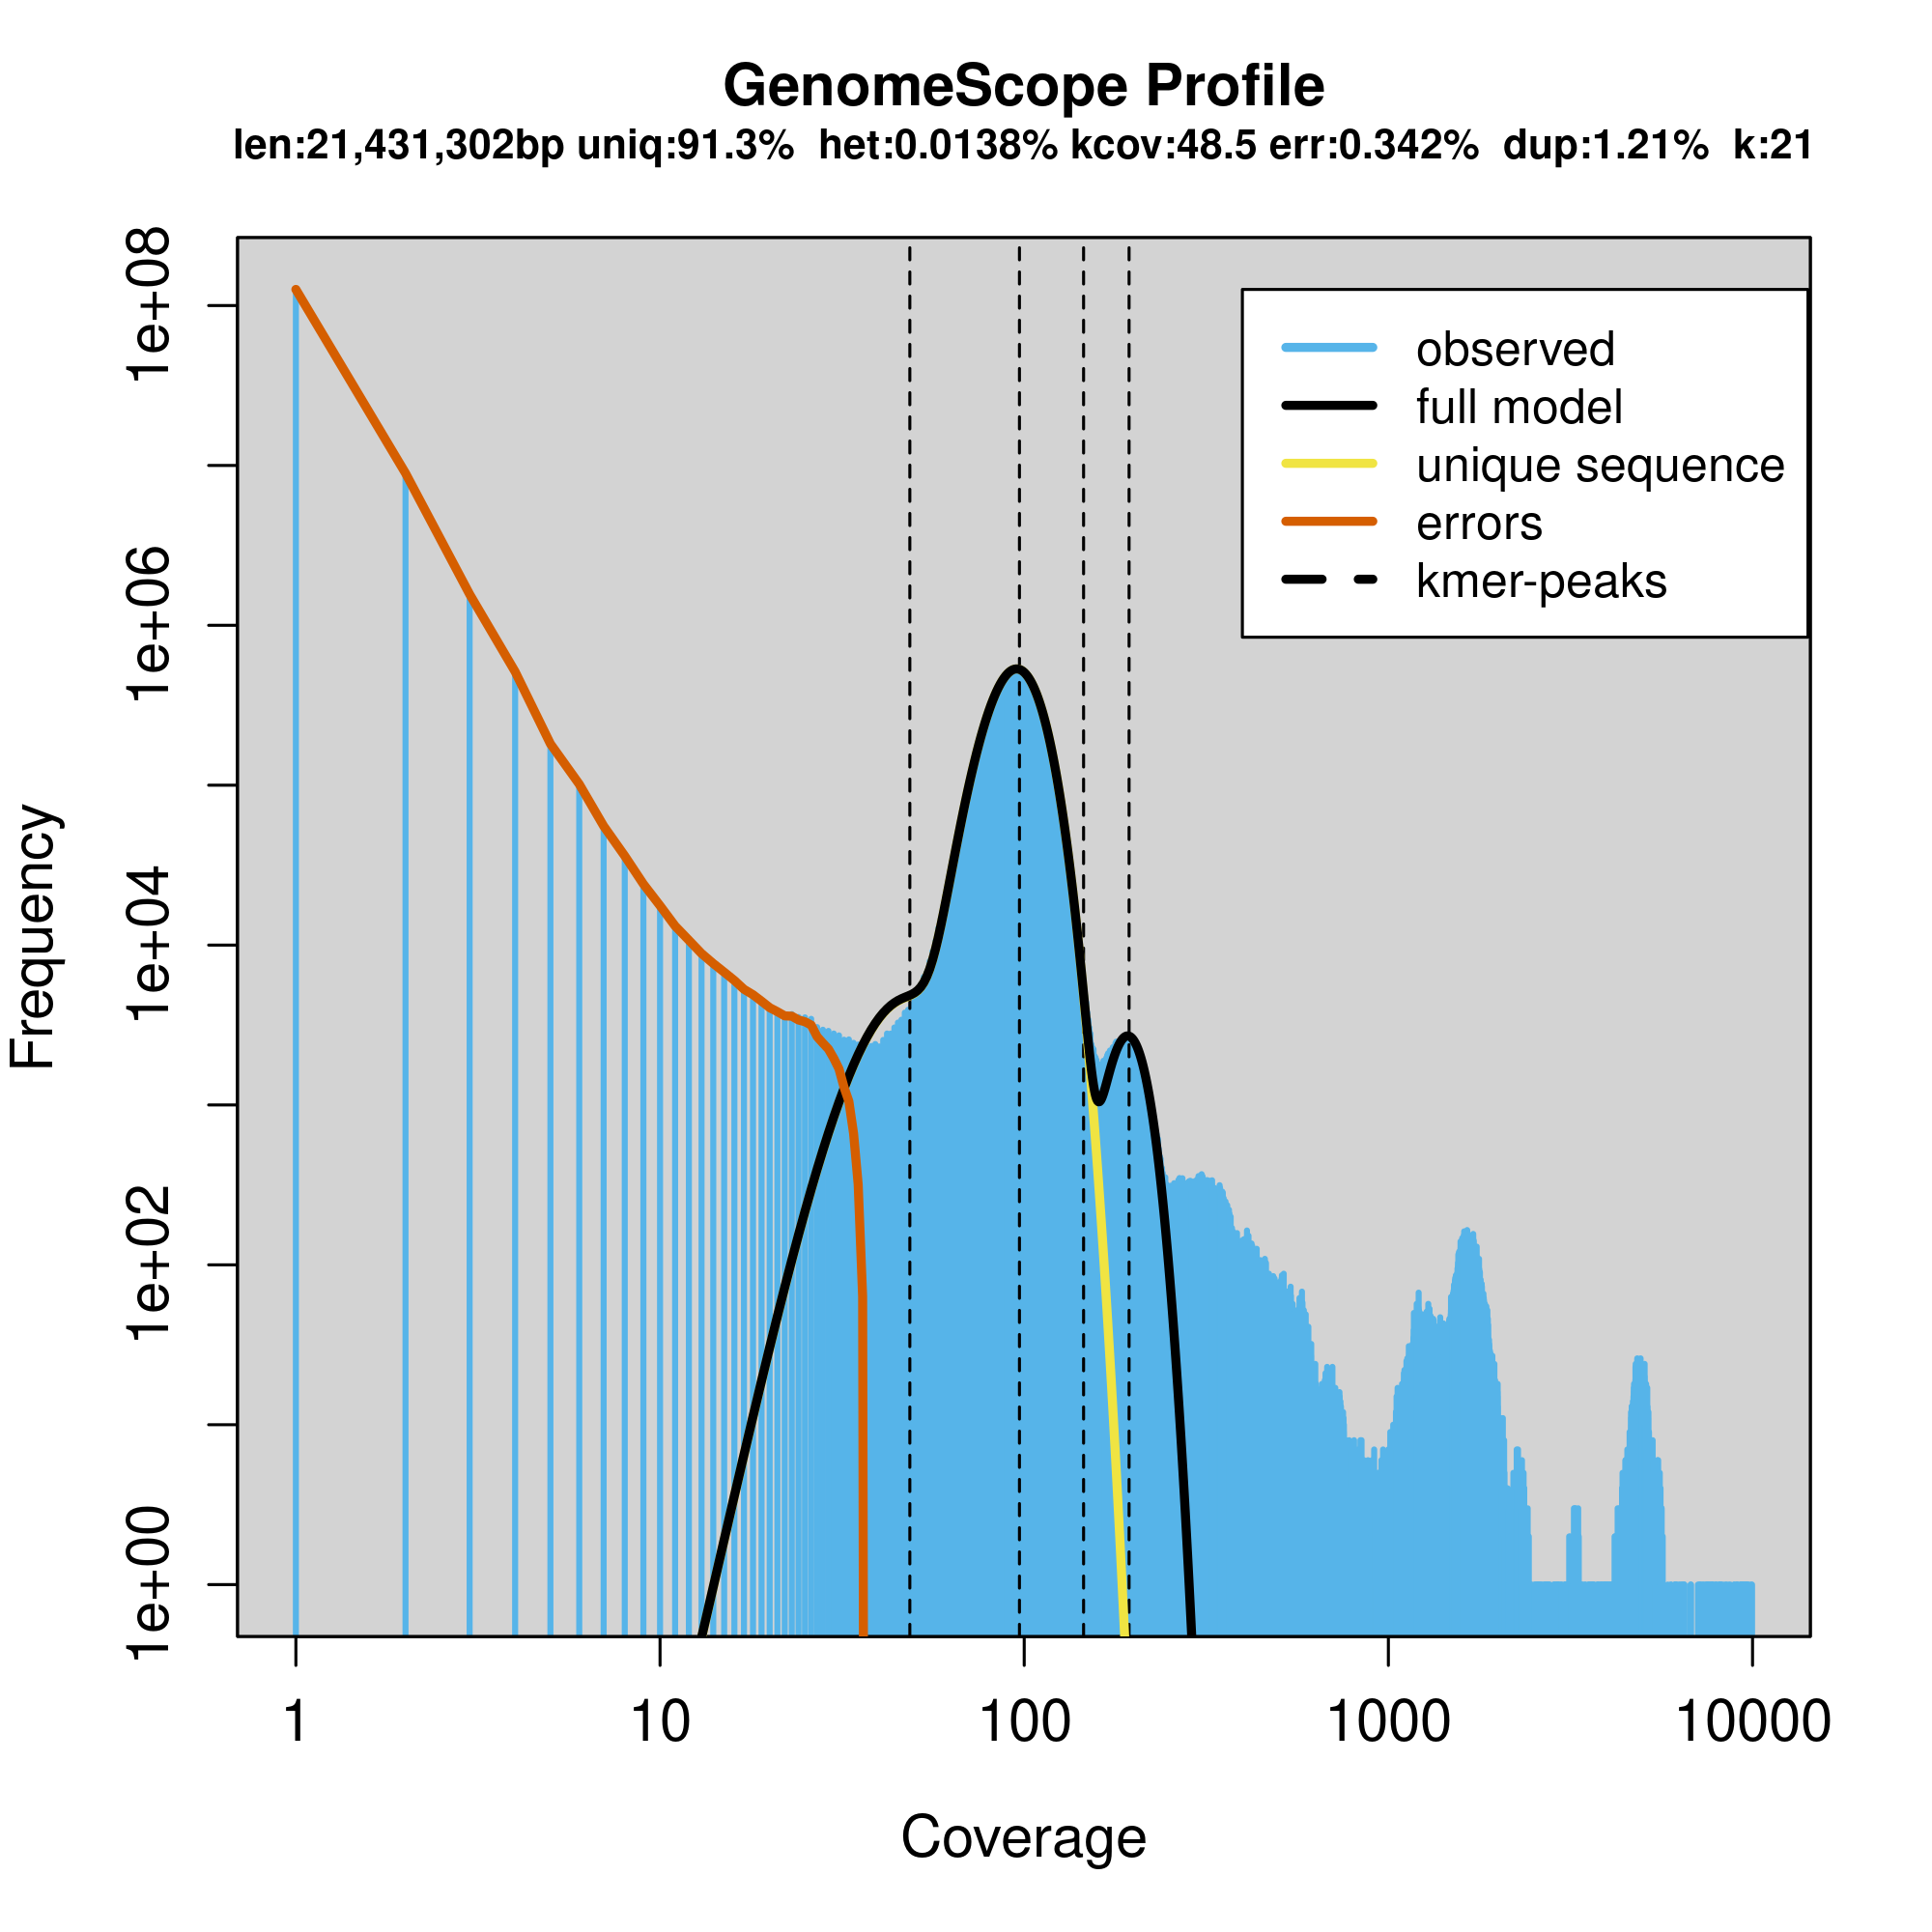 GenomeScope Profile
len:21,431,302bp uniq:91.3% het:0.0138% kcov:48.5 err:0.342% dup:1.21% k:21
1e+08
1e+06
1e+04
1e+02
1e+00
Frequency
observed
full model
unique sequence
errors
kmer-peaks
1 10 100 1000 10000
Coverage